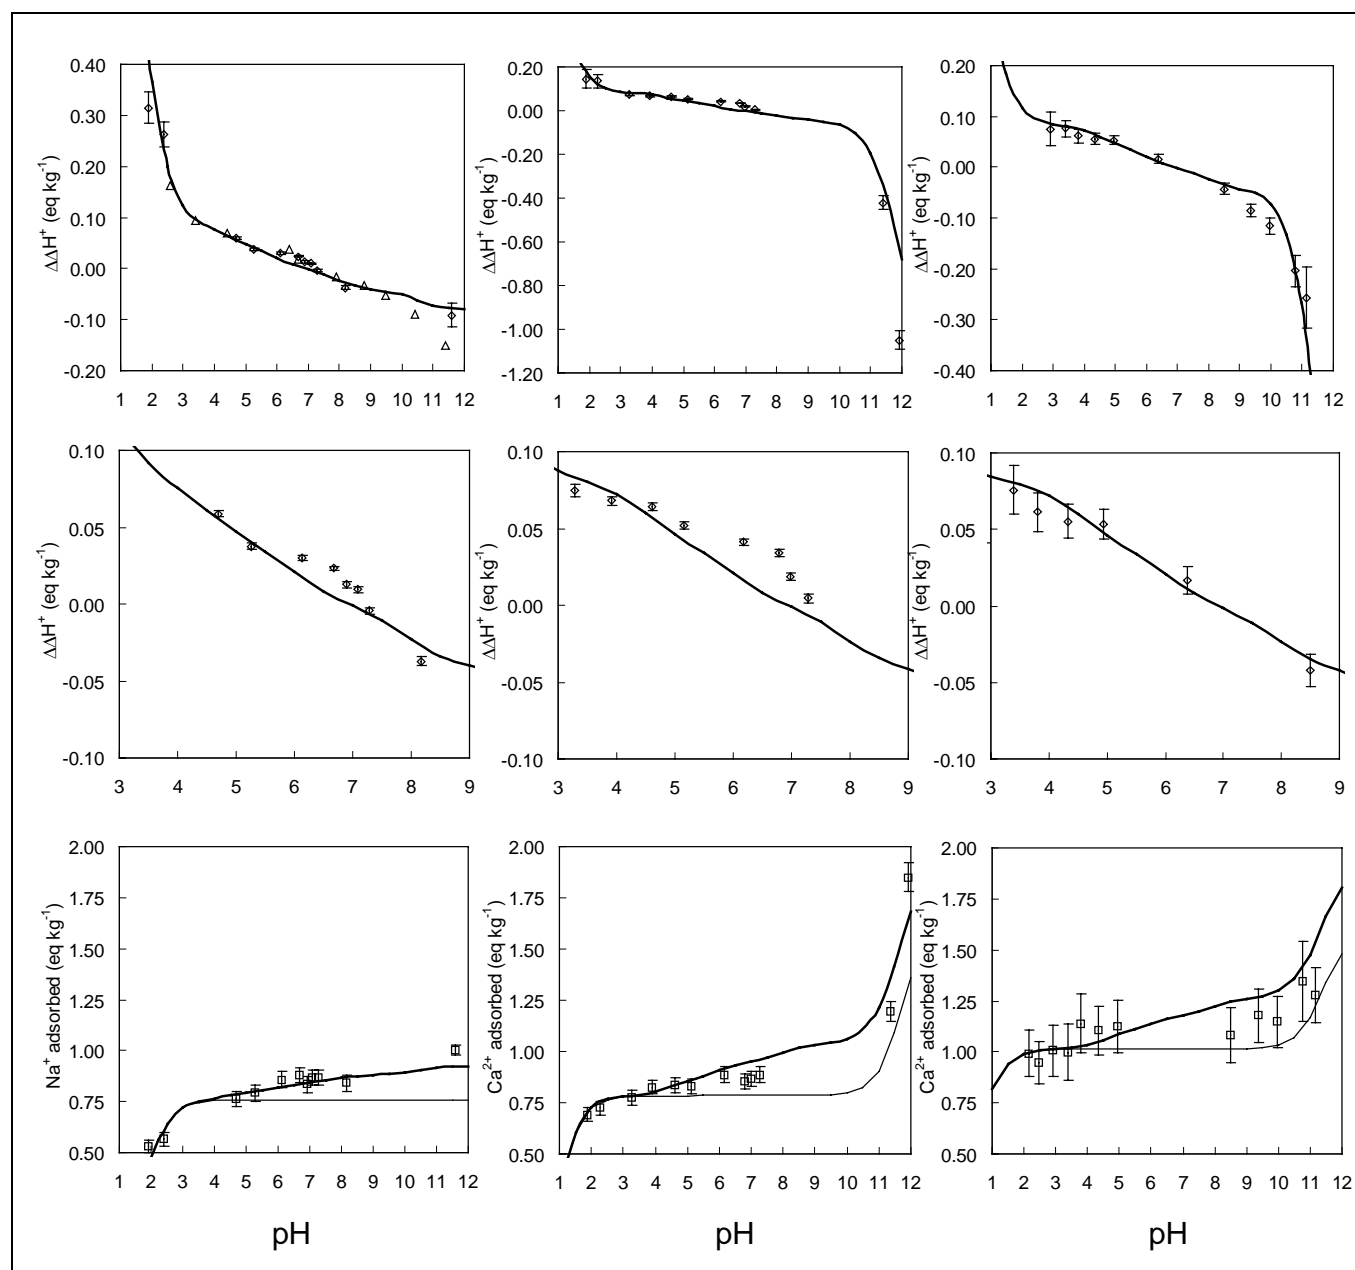 ΔΔH⁺ (eq kg⁻¹)
0.40
0.30
0.20
0.10
0.00
-0.10
-0.20
1 2 3 4 5 6 7 8 9 10 11 12
ΔΔH⁺ (eq kg⁻¹)
0.20
0.00
-0.20
-0.40
-0.60
-0.80
-1.00
-1.20
1 2 3 4 5 6 7 8 9 10 11 12
ΔΔH⁺ (eq kg⁻¹)
0.20
0.10
0.00
-0.10
-0.20
-0.30
-0.40
1 2 3 4 5 6 7 8 9 10 11 12
ΔΔH⁺ (eq kg⁻¹)
0.10
0.05
0.00
-0.05
-0.10
3 4 5 6 7 8 9
ΔΔH⁺ (eq kg⁻¹)
0.10
0.05
0.00
-0.05
-0.10
3 4 5 6 7 8 9
ΔΔH⁺ (eq kg⁻¹)
0.10
0.05
0.00
-0.05
-0.10
3 4 5 6 7 8 9
Na⁺ adsorbed (eq kg⁻¹)
2.00
1.75
1.50
1.25
1.00
0.75
0.50
1 2 3 4 5 6 7 8 9 10 11 12
pH
Ca²⁺ adsorbed (eq kg⁻¹)
2.00
1.75
1.50
1.25
1.00
0.75
0.50
1 2 3 4 5 6 7 8 9 10 11 12
pH
Ca²⁺ adsorbed (eq kg⁻¹)
2.00
1.75
1.50
1.25
1.00
0.75
0.50
1 2 3 4 5 6 7 8 9 10 11 12
pH